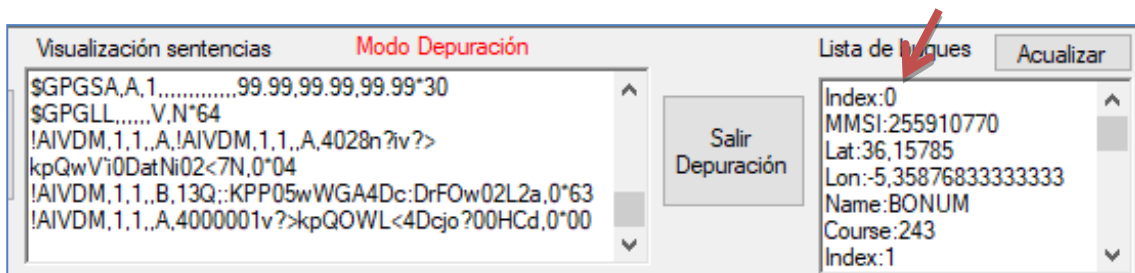 Visualización sentencias
Modo Depuración
$GPGSA,A,1,,,,,,,,,,,,,99.99,99.99,99.99*30
$GPGLL,,,,,,V,N*64
!AIVDM,1,1,,A,!AIVDM,1,1,,A,4028n?iv?>
kpQwV`i0DatNi02<7N,0*04
!AIVDM,1,1,,B,13Q;:KPP05wWGA4Dc:DrFOw02L2a,0*63
!AIVDM,1,1,,A,4000001v?>kpQOWL<4Dcjo?00HCd,0*00
Salir
Depuración
Lista de buques
Acualizar
Index:0
MMSI:255910770
Lat:36,15785
Lon:-5,35876833333333
Name:BONUM
Course:243
Index:1